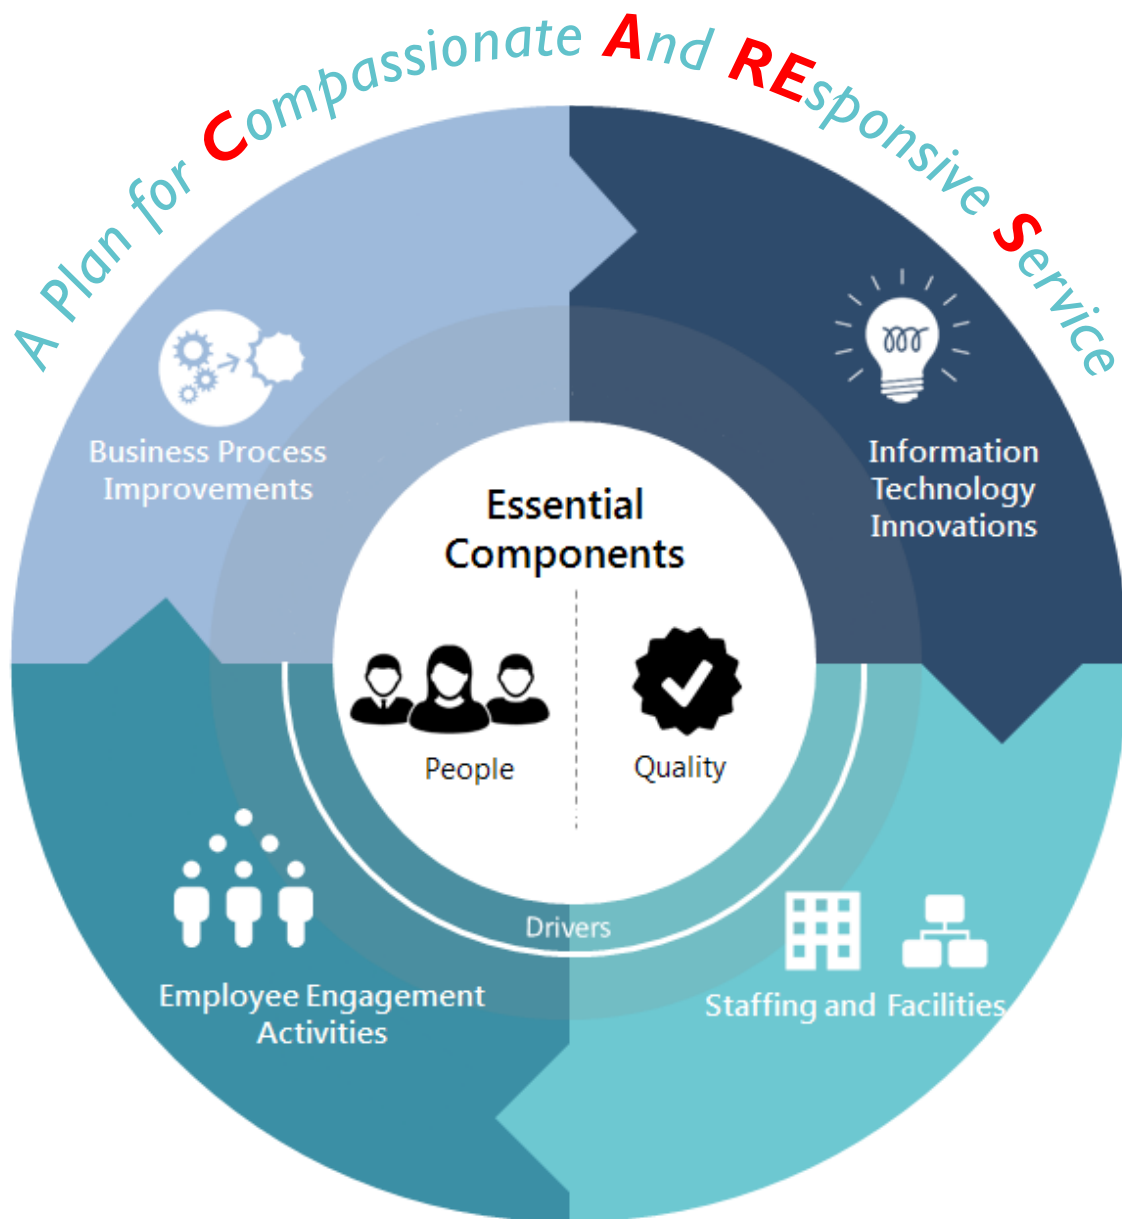 A Plan for Compassionate And REsponsive Service
Business Process
Improvements
Information
Technology
Innovations
Essential
Components
People
Quality
Drivers
Employee Engagement
Activities
Staffing and Facilities